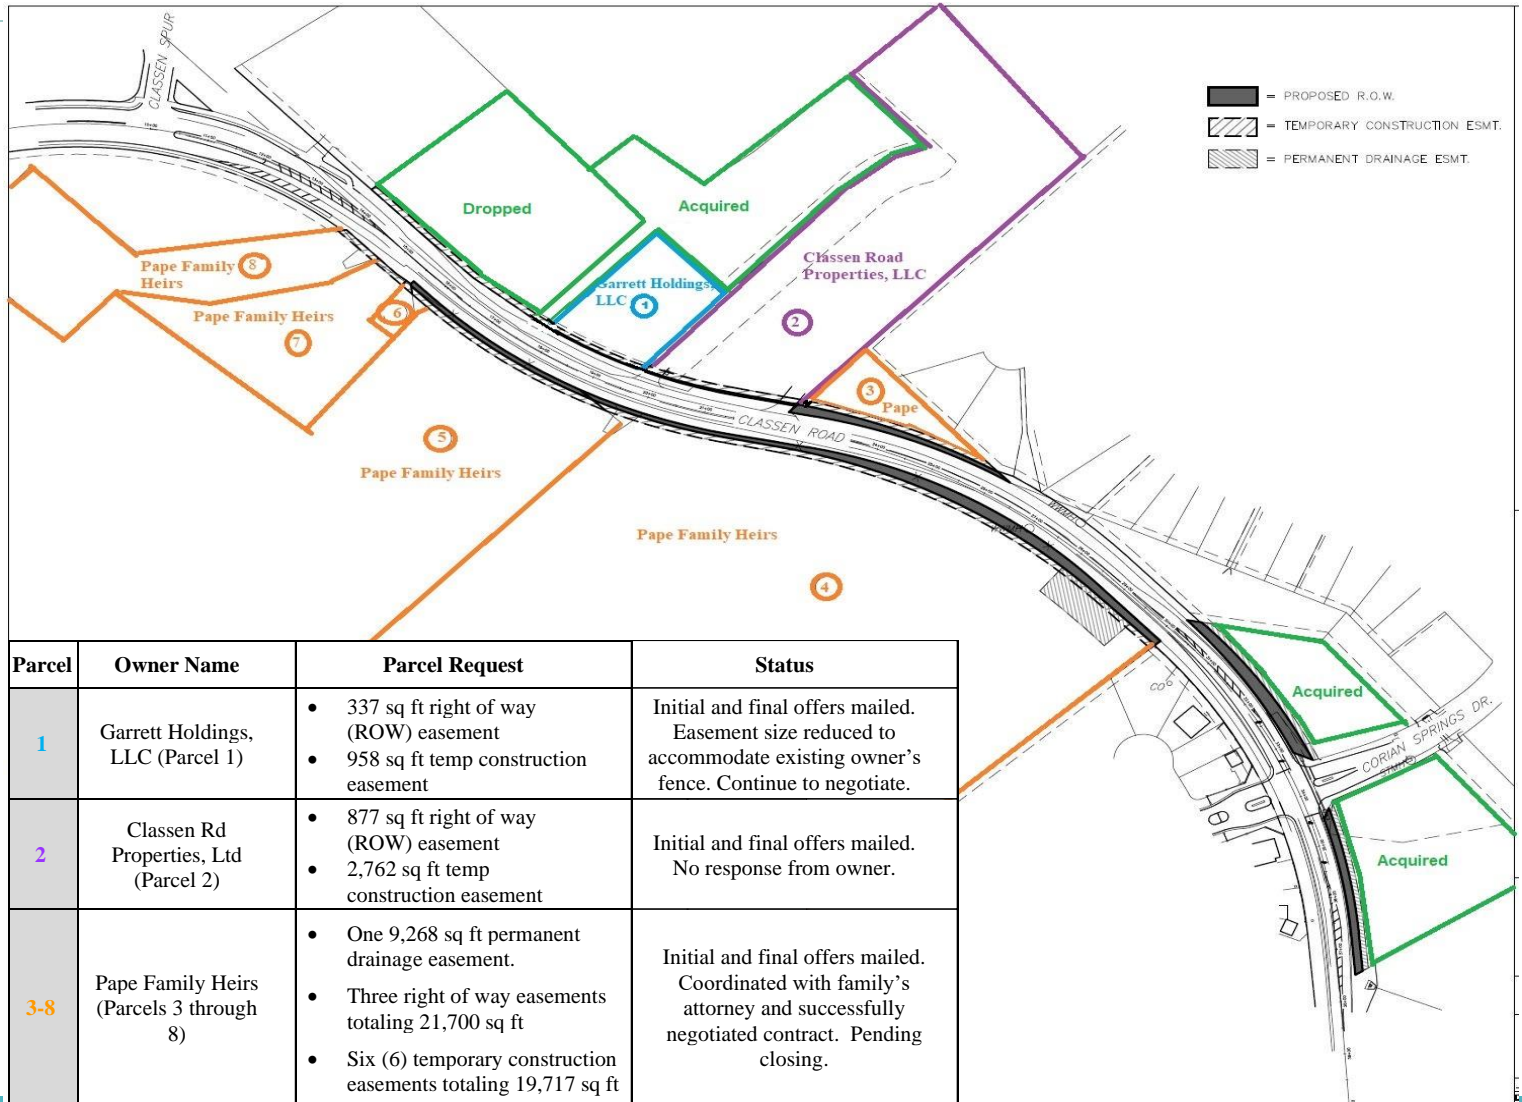 CLASSEN SPUR
= PROPOSED R.O.W.
= TEMPORARY CONSTRUCTION ESMT.
= PERMANENT DRAINAGE ESMT.
Dropped
Acquired
Pape Family
Heirs
8
Pape Family Heirs
7
6
Garrett Holdings,
LLC
1
Classen Road
Properties, LLC
2
3
Pape
CLASSEN ROAD
5
Pape Family Heirs
Pape Family Heirs
4
WWMH
Acquired
CORIAN SPRINGS DR.
STMH
Acquired
CO
Parcel
Owner Name
Parcel Request
Status
1
Garrett Holdings,
LLC (Parcel 1)
• 337 sq ft right of way
(ROW) easement
• 958 sq ft temp construction
easement
Initial and final offers mailed.
Easement size reduced to
accommodate existing owner’s
fence. Continue to negotiate.
2
Classen Rd
Properties, Ltd
(Parcel 2)
• 877 sq ft right of way
(ROW) easement
• 2,762 sq ft temp
construction easement
Initial and final offers mailed.
No response from owner.
3-8
Pape Family Heirs
(Parcels 3 through
8)
• One 9,268 sq ft permanent
drainage easement.
• Three right of way easements
totaling 21,700 sq ft
• Six (6) temporary construction
easements totaling 19,717 sq ft
Initial and final offers mailed.
Coordinated with family’s
attorney and successfully
negotiated contract. Pending
closing.